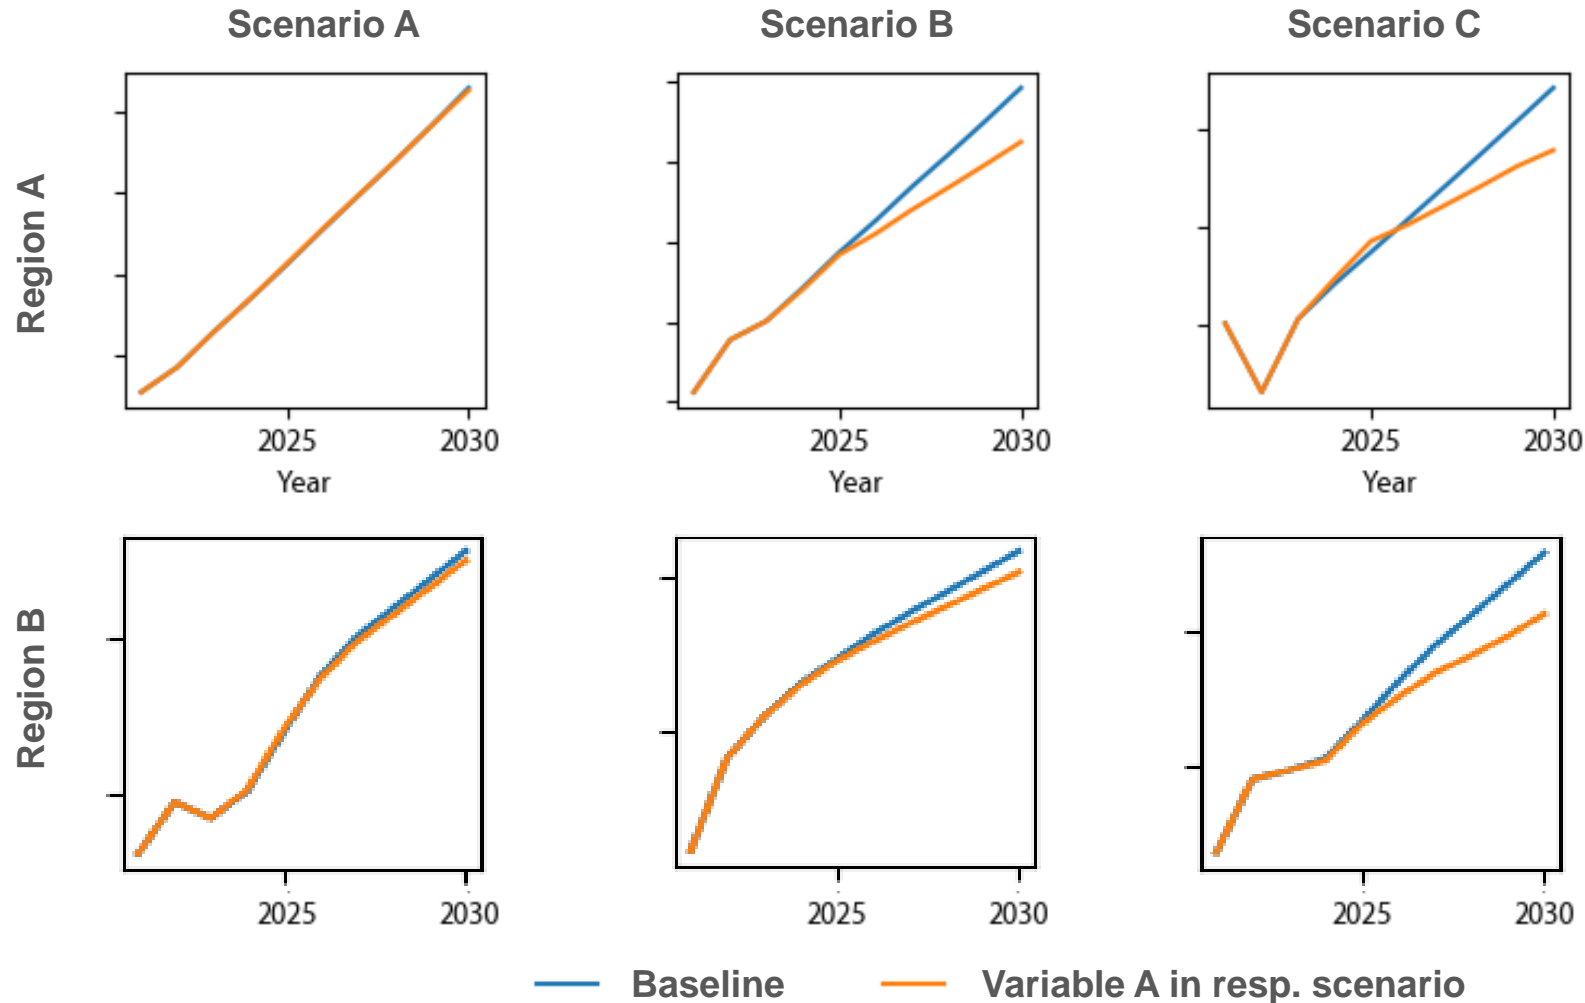 Scenario A
Scenario B
Scenario C
Region A
2025 2030
Year
2025 2030
Year
2025 2030
Year
Region B
2025 2030
2025 2030
2025 2030
Baseline
Variable A in resp. scenario